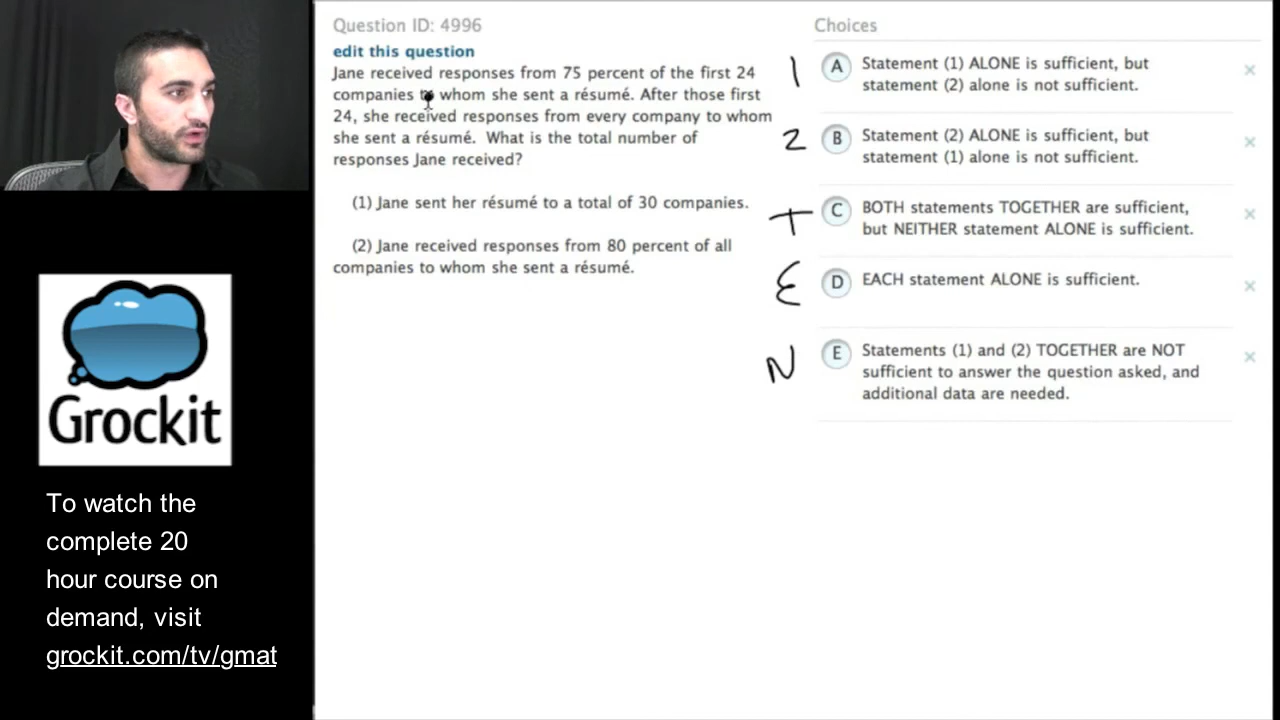 Question ID: 4996
edit this question
Jane received responses from 75 percent of the first 24
companies to whom she sent a résumé. After those first
24, she received responses from every company to whom
she sent a résumé. What is the total number of
responses Jane received?
(1) Jane sent her résumé to a total of 30 companies.
(2) Jane received responses from 80 percent of all
companies to whom she sent a résumé.
Choices
1 A Statement (1) ALONE is sufficient, but
statement (2) alone is not sufficient.
2 B Statement (2) ALONE is sufficient, but
statement (1) alone is not sufficient.
T C BOTH statements TOGETHER are sufficient,
but NEITHER statement ALONE is sufficient.
E D EACH statement ALONE is sufficient.
N E Statements (1) and (2) TOGETHER are NOT
sufficient to answer the question asked, and
additional data are needed.
Grockit
To watch the
complete 20
hour course on
demand, visit
grockit.com/tv/gmat